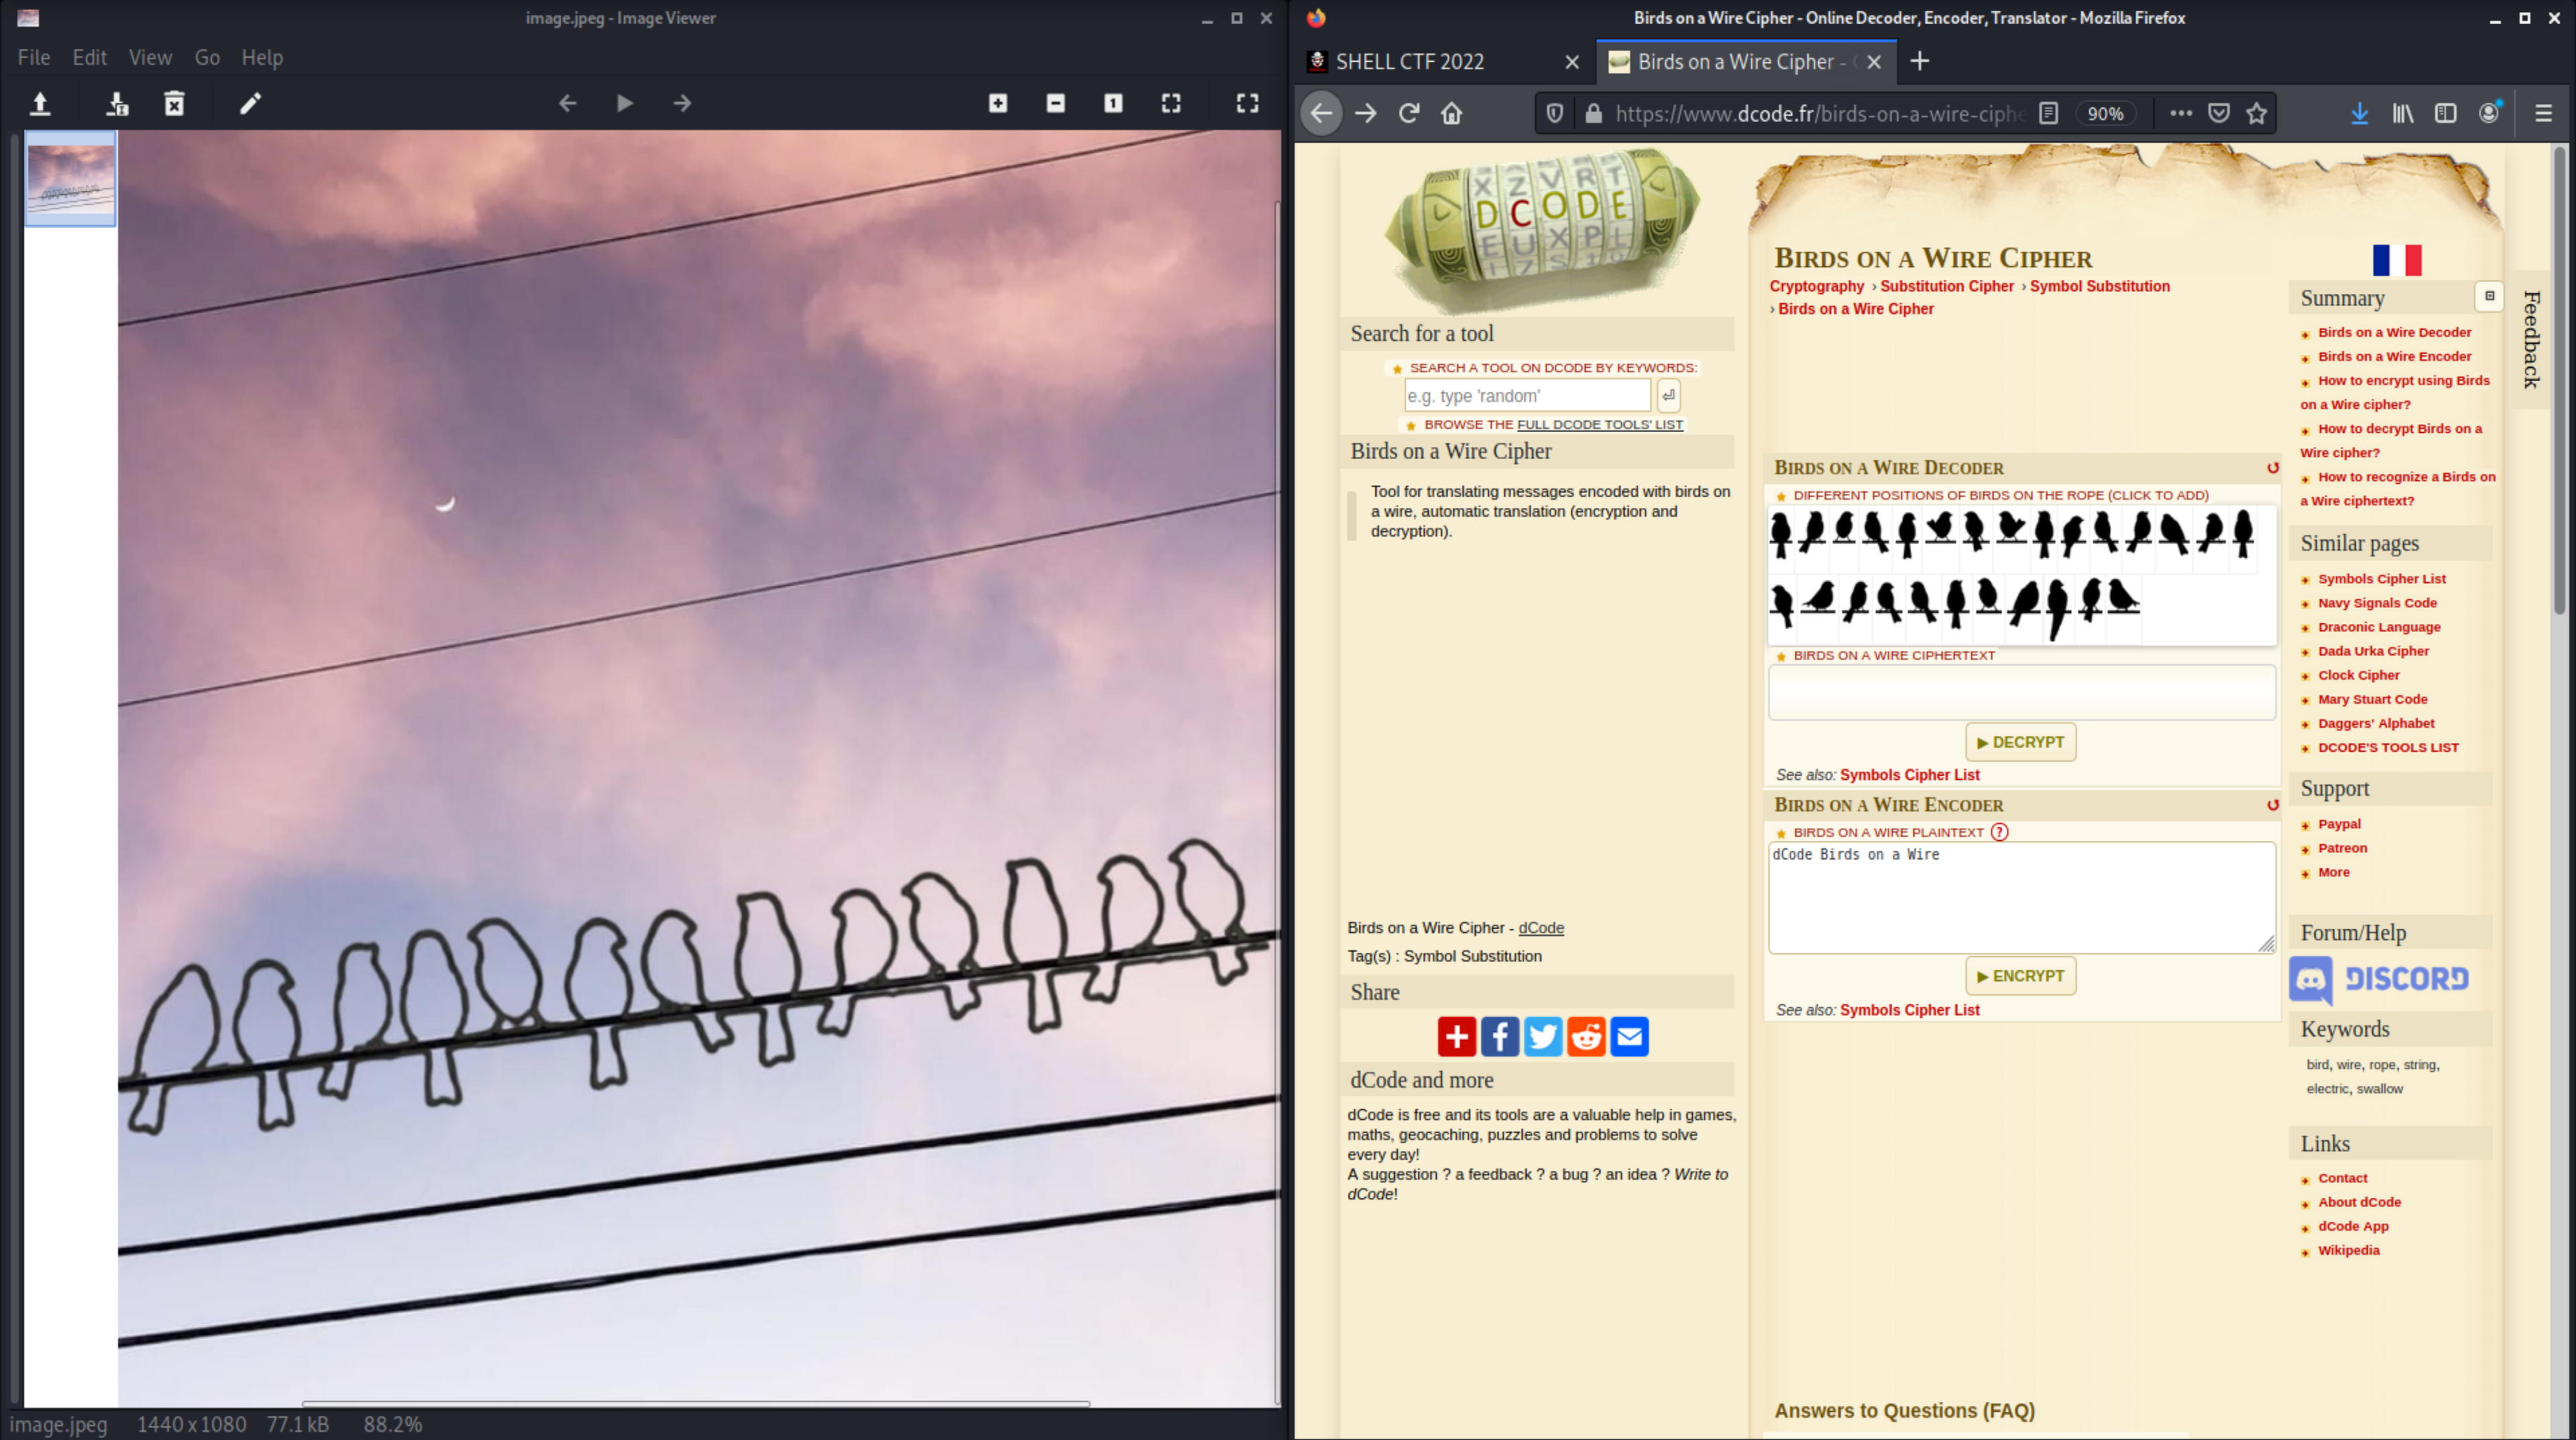 image.jpeg - Image Viewer
File Edit View Go Help
image.jpeg 1440 x 1080 77.1 kB 88.2%
Birds on a Wire Cipher - Online Decoder, Encoder, Translator - Mozilla Firefox
SHELL CTF 2022
Birds on a Wire Cipher -
https://www.dcode.fr/birds-on-a-wire-ciphe
90%
X Z V R T
D C O D E
E U X P L
Search for a tool
SEARCH A TOOL ON DCODE BY KEYWORDS:
e.g. type 'random'
BROWSE THE FULL DCODE TOOLS' LIST
Birds on a Wire Cipher
Tool for translating messages encoded with birds on
a wire, automatic translation (encryption and
decryption).
Birds on a Wire Cipher - dCode
Tag(s) : Symbol Substitution
Share
dCode and more
dCode is free and its tools are a valuable help in games,
maths, geocaching, puzzles and problems to solve
every day!
A suggestion ? a feedback ? a bug ? an idea ? Write to
dCode!
BIRDS ON A WIRE CIPHER
Cryptography › Substitution Cipher › Symbol Substitution
› Birds on a Wire Cipher
BIRDS ON A WIRE DECODER
DIFFERENT POSITIONS OF BIRDS ON THE ROPE (CLICK TO ADD)
BIRDS ON A WIRE CIPHERTEXT
▶ DECRYPT
See also: Symbols Cipher List
BIRDS ON A WIRE ENCODER
BIRDS ON A WIRE PLAINTEXT ?
dCode Birds on a Wire
▶ ENCRYPT
See also: Symbols Cipher List
Answers to Questions (FAQ)
Summary
Birds on a Wire Decoder
Birds on a Wire Encoder
How to encrypt using Birds
on a Wire cipher?
How to decrypt Birds on a
Wire cipher?
How to recognize a Birds on
a Wire ciphertext?
Similar pages
Symbols Cipher List
Navy Signals Code
Draconic Language
Dada Urka Cipher
Clock Cipher
Mary Stuart Code
Daggers' Alphabet
DCODE'S TOOLS LIST
Support
Paypal
Patreon
More
Forum/Help
DISCORD
Keywords
bird, wire, rope, string,
electric, swallow
Links
Contact
About dCode
dCode App
Wikipedia
Feedback